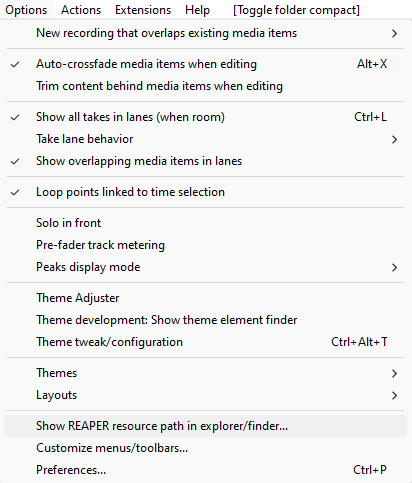 Options Actions Extensions Help [Toggle folder compact]
New recording that overlaps existing media items
Auto-crossfade media items when editing Alt+X
Trim content behind media items when editing
Show all takes in lanes (when room) Ctrl+L
Take lane behavior
Show overlapping media items in lanes
Loop points linked to time selection
Solo in front
Pre-fader track metering
Peaks display mode
Theme Adjuster
Theme development: Show theme element finder
Theme tweak/configuration Ctrl+Alt+T
Themes
Layouts
Show REAPER resource path in explorer/finder...
Customize menus/toolbars...
Preferences... Ctrl+P